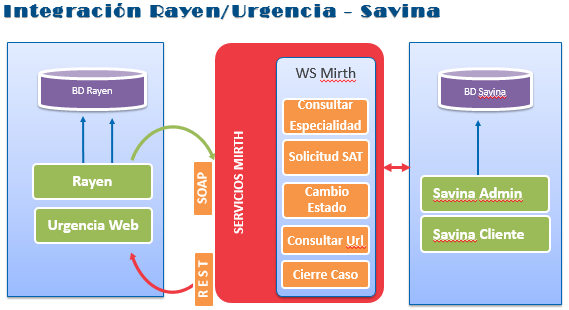 Integración Rayen/Urgencia - Savina
BD Rayen
Rayen
Urgencia Web
SOAP
REST
SERVICIOS MIRTH
WS Mirth
Consultar
Especialidad
Solicitud SAT
Cambio
Estado
Consultar Url
Cierre Caso
BD Savina
Savina Admin
Savina Cliente